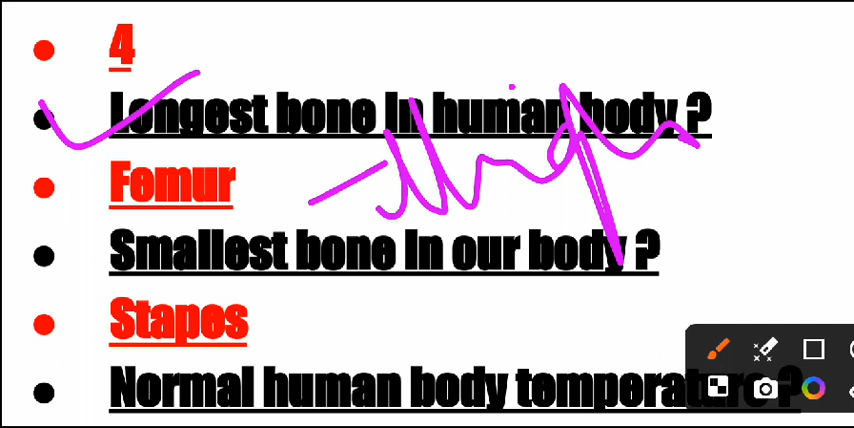 4
Longest bone in human body ?
Femur
Smallest bone in our body ?
Stapes
Normal human body temperature ?